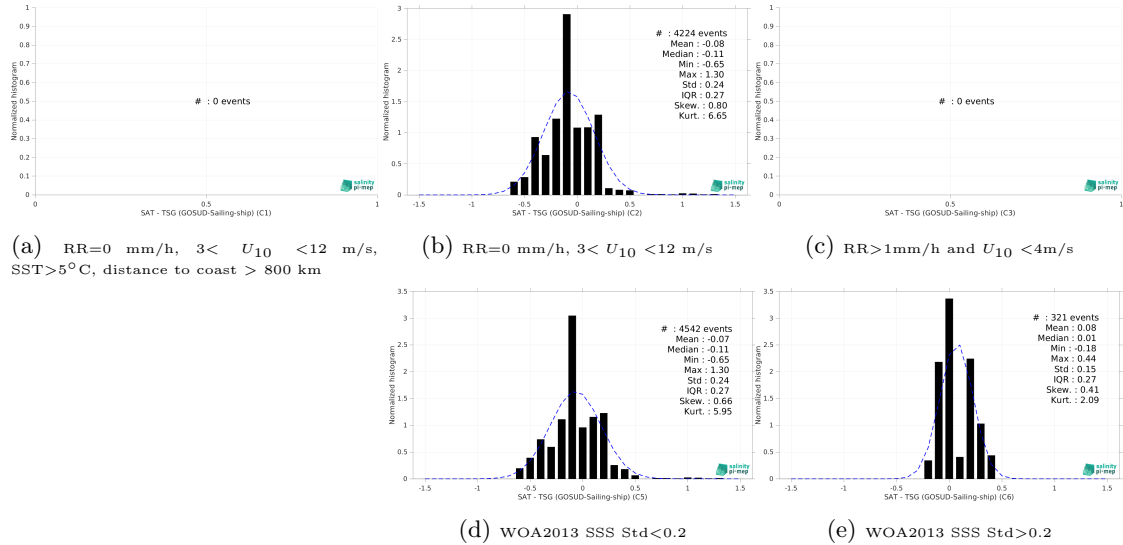 1
0.9
0.8
0.7
0.6
0.5
0.4
0.3
0.2
0.1
0
Normalized histogram
# : 0 events
salinity
pi-mep
0 0.5 1
SAT - TSG (GOSUD-Sailing-ship) (C1)
(a) RR=0 mm/h, 3< U10 <12 m/s,
SST>5°C, distance to coast > 800 km
3
2.5
2
1.5
1
0.5
0
Normalized histogram
# : 4224 events
Mean : -0.08
Median : -0.11
Min : -0.65
Max : 1.30
Std : 0.24
IQR : 0.27
Skew. : 0.80
Kurt. : 6.65
salinity
pi-mep
-1.5 -1 -0.5 0 0.5 1 1.5
SAT - TSG (GOSUD-Sailing-ship) (C2)
(b) RR=0 mm/h, 3< U10 <12 m/s
1
0.9
0.8
0.7
0.6
0.5
0.4
0.3
0.2
0.1
0
Normalized histogram
# : 0 events
salinity
pi-mep
0 0.5 1
SAT - TSG (GOSUD-Sailing-ship) (C3)
(c) RR>1mm/h and U10 <4m/s
3.5
3
2.5
2
1.5
1
0.5
0
Normalized histogram
# : 4542 events
Mean : -0.07
Median : -0.11
Min : -0.65
Max : 1.30
Std : 0.24
IQR : 0.27
Skew. : 0.66
Kurt. : 5.95
salinity
pi-mep
-1.5 -1 -0.5 0 0.5 1 1.5
SAT - TSG (GOSUD-Sailing-ship) (C5)
(d) WOA2013 SSS Std<0.2
3.5
3
2.5
2
1.5
1
0.5
0
Normalized histogram
# : 321 events
Mean : 0.08
Median : 0.01
Min : -0.18
Max : 0.44
Std : 0.15
IQR : 0.27
Skew. : 0.41
Kurt. : 2.09
salinity
pi-mep
-1.5 -1 -0.5 0 0.5 1 1.5
SAT - TSG (GOSUD-Sailing-ship) (C6)
(e) WOA2013 SSS Std>0.2